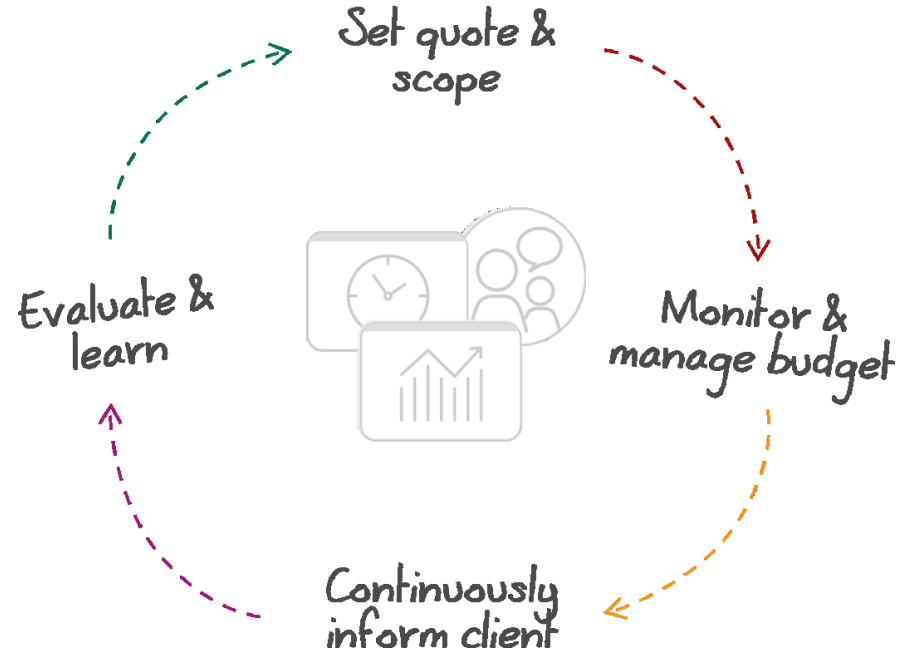 Set quote &
scope
Evaluate &
learn
Monitor &
manage budget
Continuously
inform client